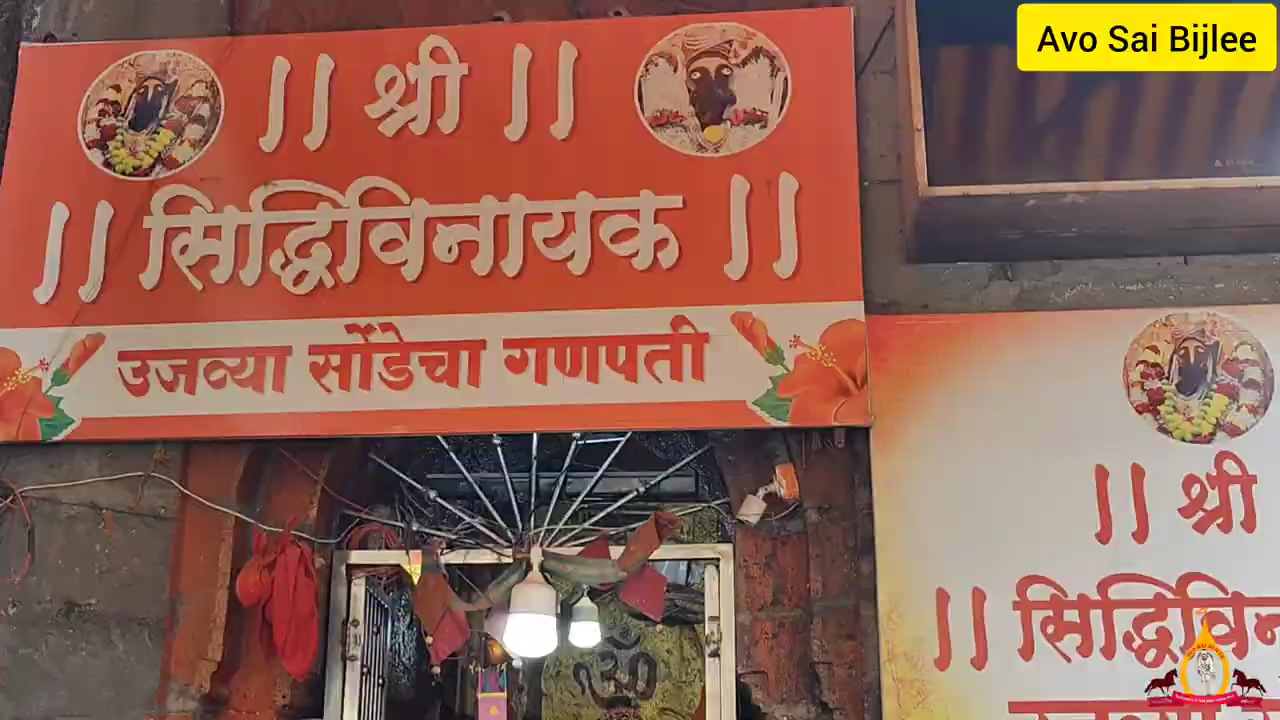 Avo Sai Bijlee
|| श्री ||
|| सिद्धिविनायक ||
उजव्या सोंडेचा गणपती
ॐ
|| श्री
|| सिद्धिविन